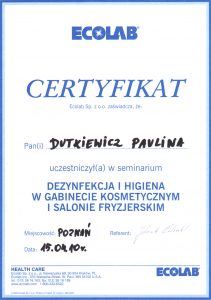 ECOLAB®
CERTYFIKAT
Ecolab Sp. z o.o. zaświadcza, że:
Pan(i) DUTKIEWICZ PAULINA
uczestniczył(a) w seminarium
DEZYNFEKCJA I HIGIENA
W GABINECIE KOSMETYCZNYM
I SALONIE FRYZJERSKIM
Miejscowość: POZNAŃ Referent:
Data: 15.04.10r.
HEALTH CARE
ECOLAB®